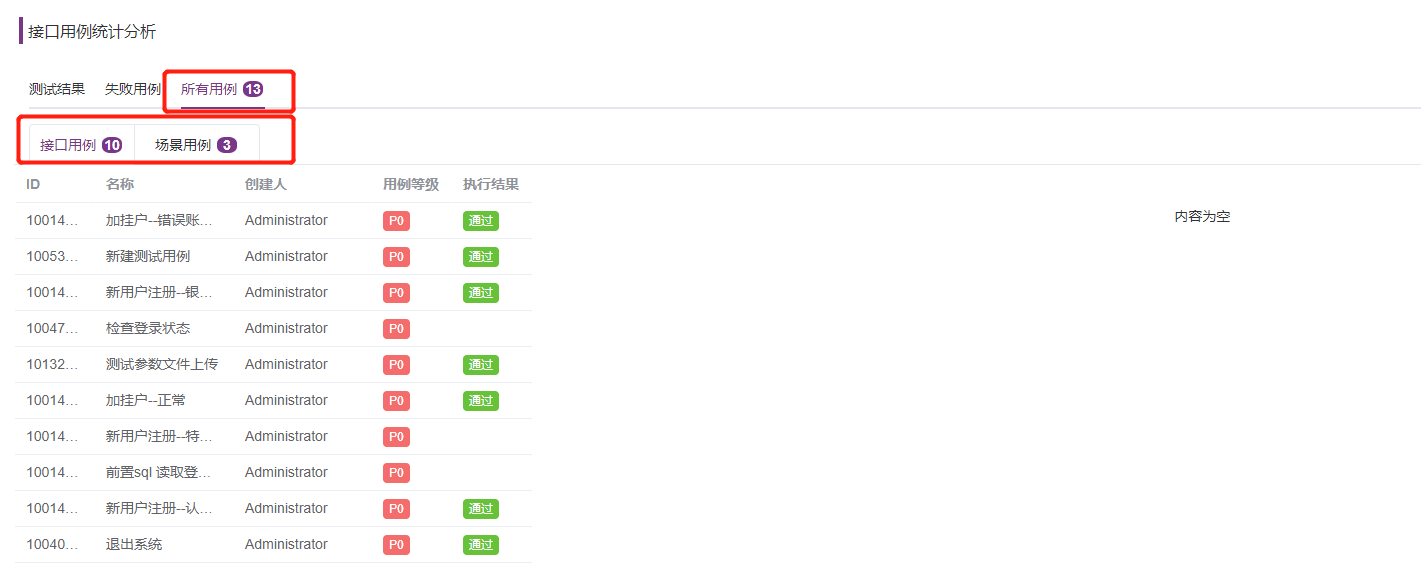 接口用例统计分析
测试结果 失败用例 所有用例 13
接口用例 10 场景用例 3
ID 名称 创建人 用例等级 执行结果
10014... 加挂户--错误账... Administrator P0 通过
内容为空
10053... 新建测试用例 Administrator P0 通过
10014... 新用户注册--银... Administrator P0 通过
10047... 检查登录状态 Administrator P0
10132... 测试参数文件上传 Administrator P0 通过
10014... 加挂户--正常 Administrator P0 通过
10014... 新用户注册--特... Administrator P0
10014... 前置sql 读取登... Administrator P0
10014... 新用户注册--认... Administrator P0 通过
10040... 退出系统 Administrator P0 通过